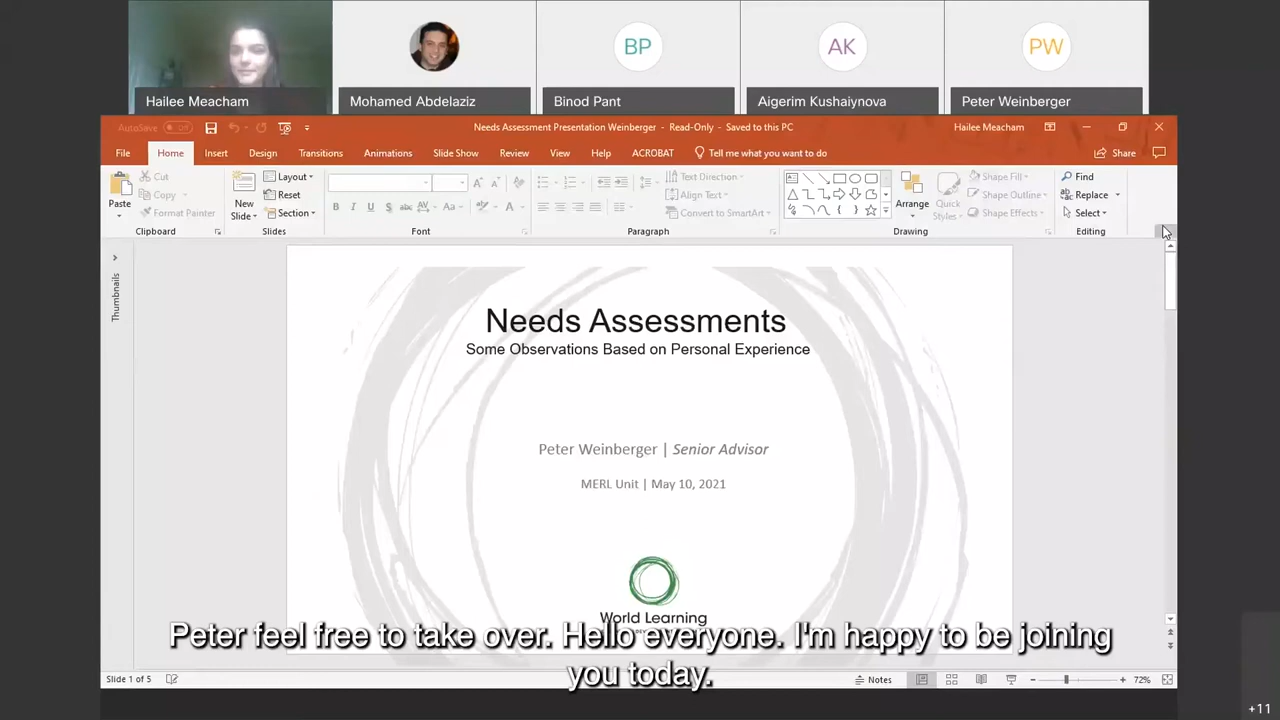 BP
AK
PW
Hailee Meacham
Mohamed Abdelaziz
Binod Pant
Aigerim Kushaiynova
Peter Weinberger
AutoSave Off
Needs Assessment Presentation Weinberger - Read-Only - Saved to this PC
Hailee Meacham
File Home Insert Design Transitions Animations Slide Show Review View Help ACROBAT Tell me what you want to do Share
Paste
Cut
Copy
Format Painter
Clipboard
New
Slide
Layout
Reset
Section
Slides
B I U S abc AV Aa A
Font
Text Direction
Align Text
Convert to SmartArt
Paragraph
Arrange
Quick
Styles
Shape Fill
Shape Outline
Shape Effects
Drawing
Find
Replace
Select
Editing
Thumbnails
Needs Assessments
Some Observations Based on Personal Experience
Peter Weinberger | Senior Advisor
MERL Unit | May 10, 2021
World Learning
Peter feel free to take over. Hello everyone. I'm happy to be joining
you today.
Slide 1 of 5
Notes
72%
+11